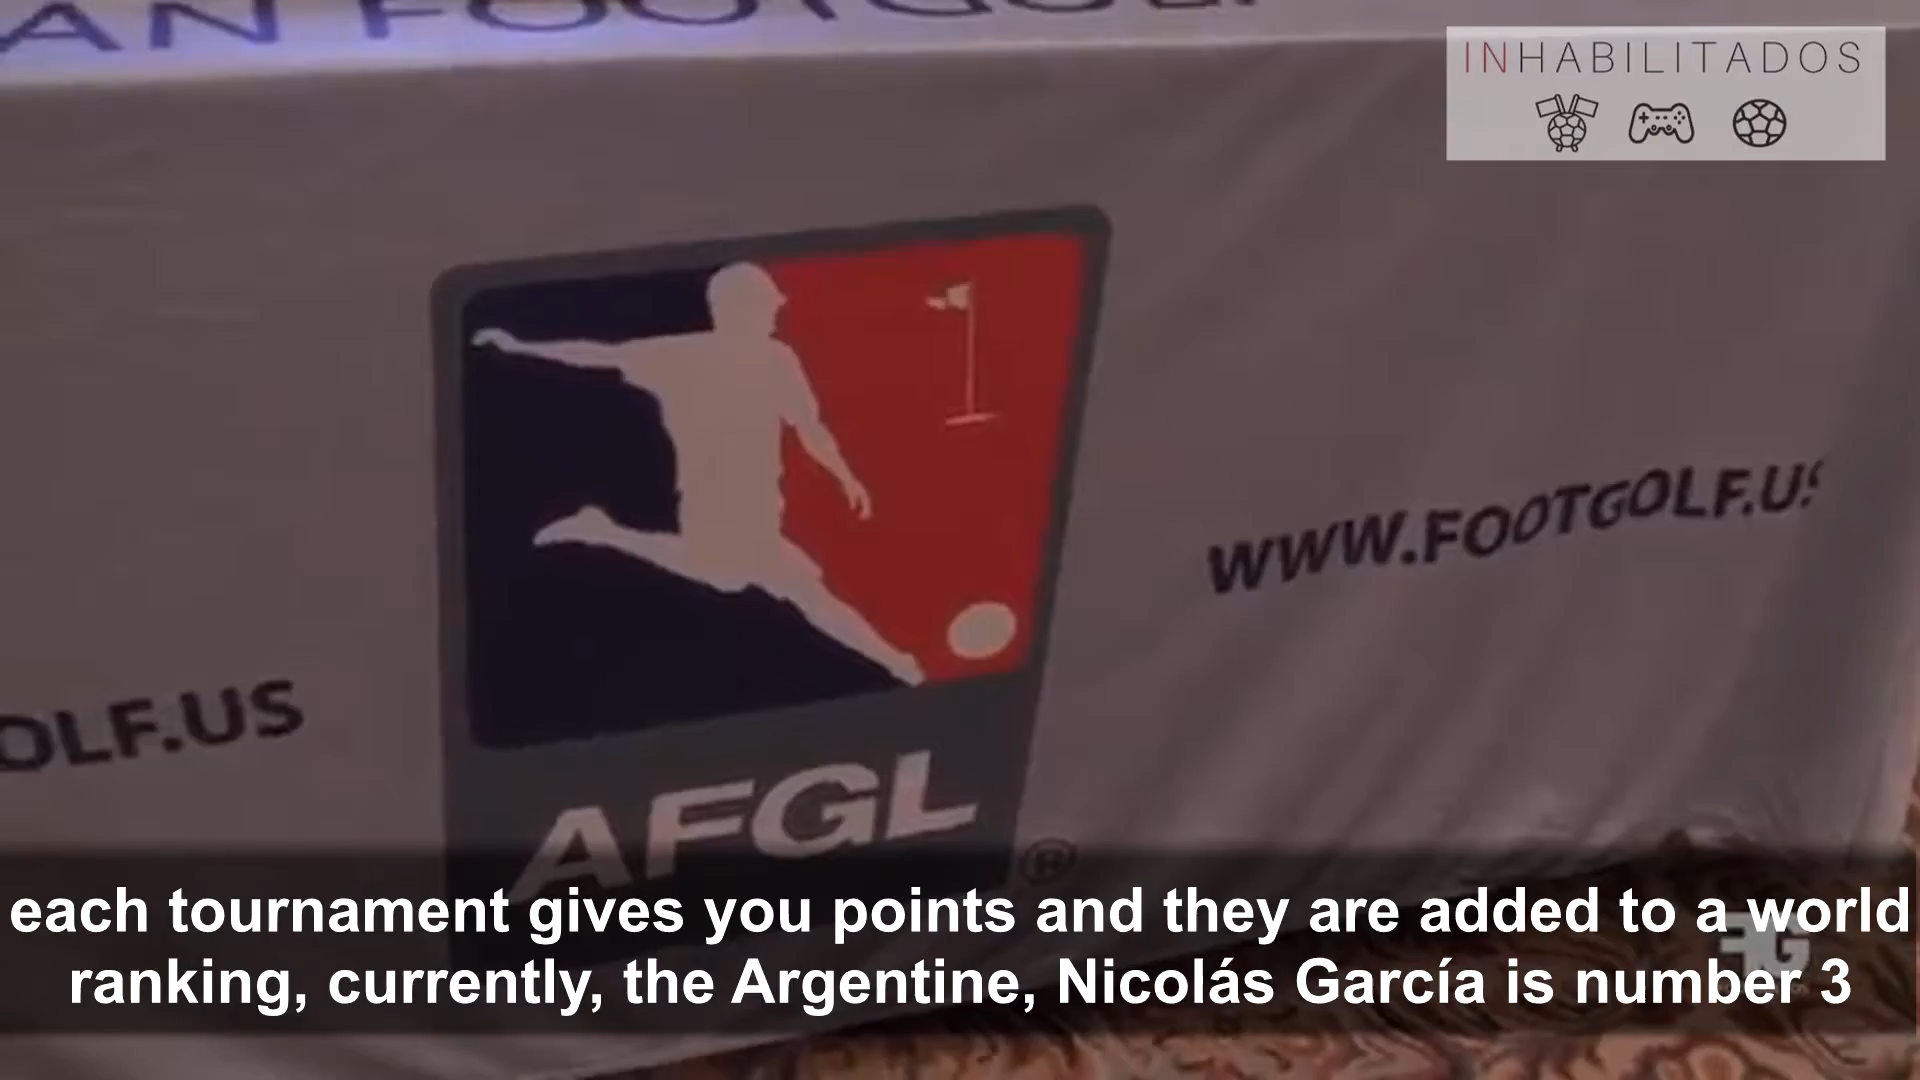 INHABILITADOS
WWW.FOOTGOLF.US
OLF.US
AFGL
®
each tournament gives you points and they are added to a world
ranking, currently, the Argentine, Nicolás García is number 3